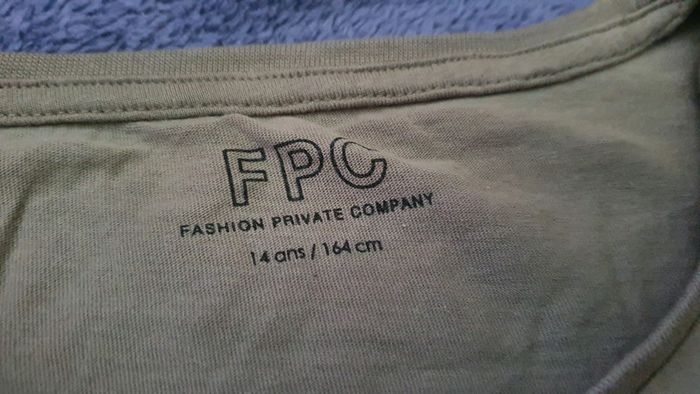 FPC
FASHION PRIVATE COMPANY
14 ans / 164 cm